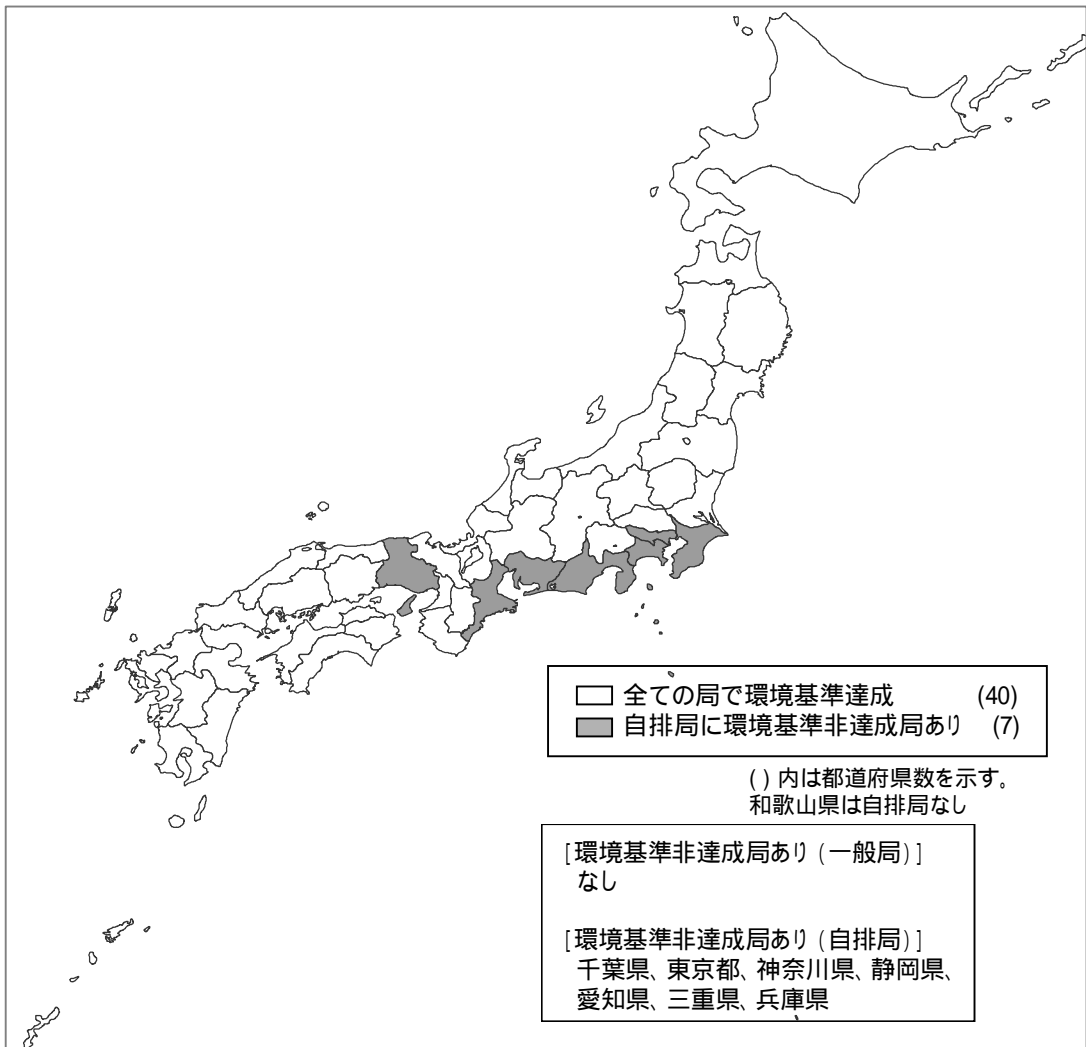 全ての局で環境基準達成 (40)
自排局に環境基準非達成局あり (7)
( ) 内は都道府県数を示す。
和歌山県は自排局なし
[環境基準非達成局あり (一般局)]
なし
[環境基準非達成局あり (自排局)]
千葉県、東京都、神奈川県、静岡県、
愛知県、三重県、兵庫県